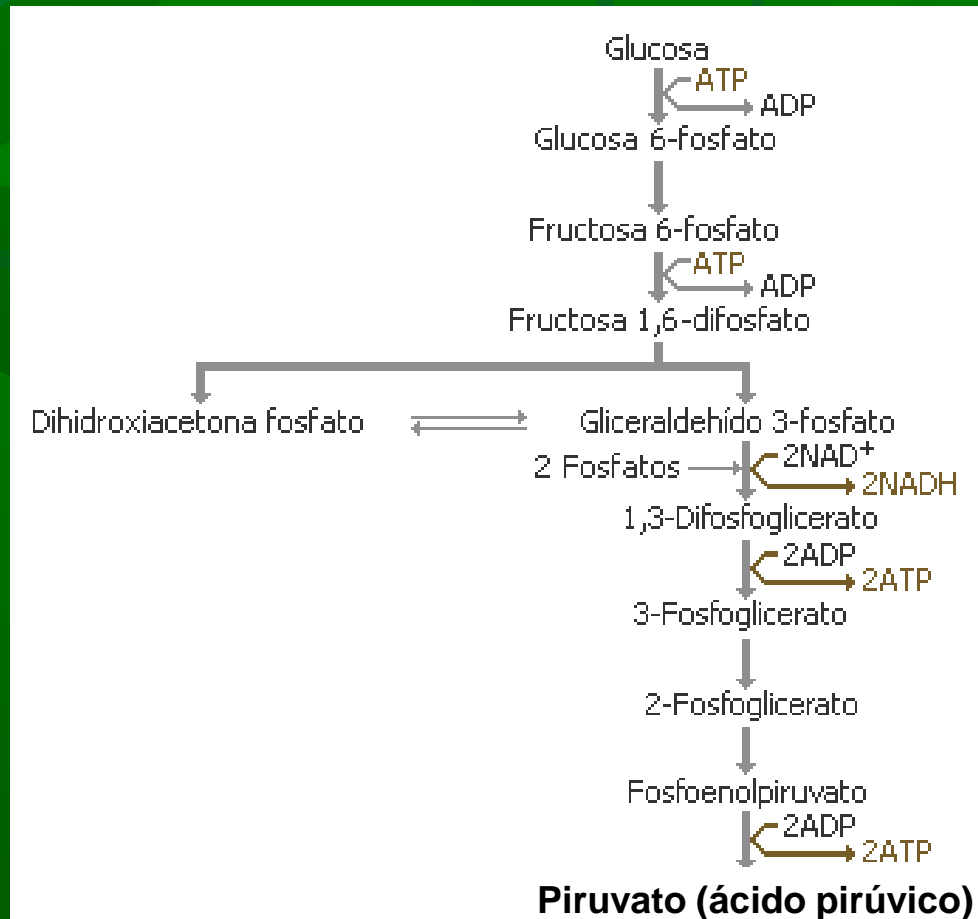 Glucosa
ATP
ADP
Glucosa 6-fosfato
Fructosa 6-fosfato
ATP
ADP
Fructosa 1,6-difosfato
Dihidroxiacetona fosfato
Gliceraldehído 3-fosfato
2 Fosfatos
2NAD+
2NADH
1,3-Difosfoglicerato
2ADP
2ATP
3-Fosfoglicerato
2-Fosfoglicerato
Fosfoenolpiruvato
2ADP
2ATP
Piruvato (ácido pirúvico)